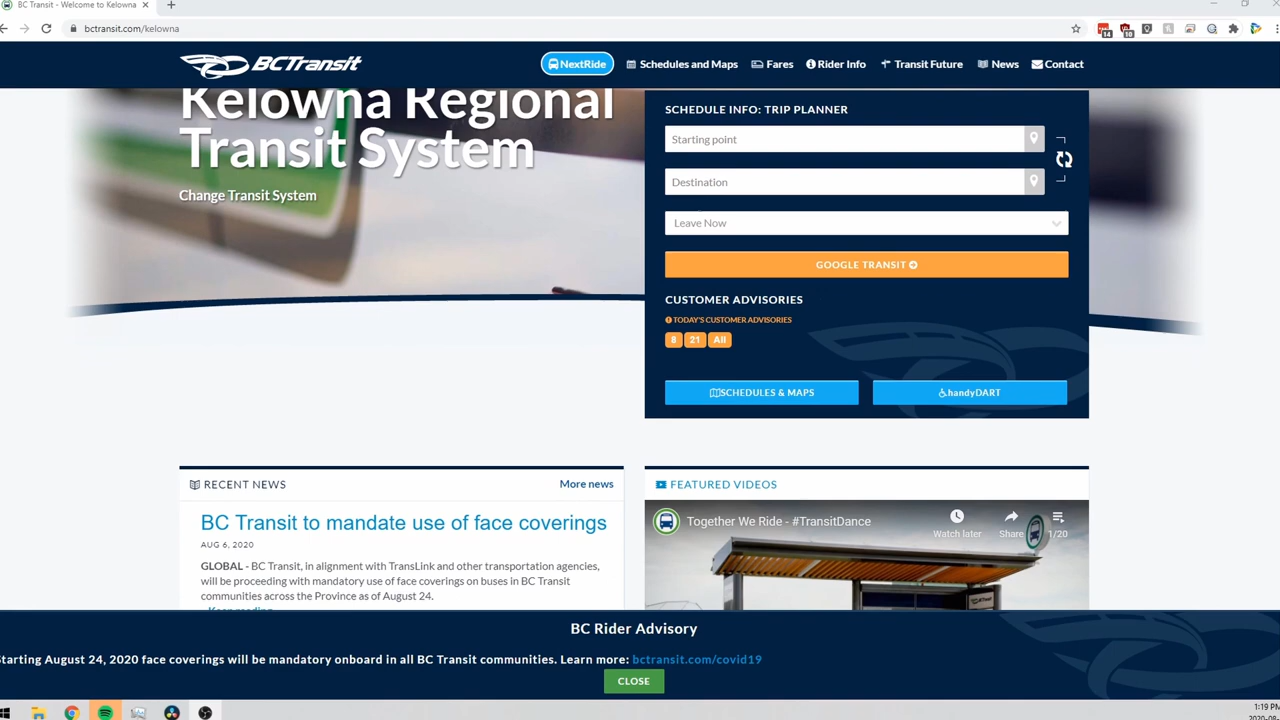 BC Transit - Welcome to Kelowna
bctransit.com/kelowna
14
10
BCTransit
NextRide
Schedules and Maps
Fares
Rider Info
Transit Future
News
Contact
Kelowna Regional
Transit System
Change Transit System
SCHEDULE INFO: TRIP PLANNER
Starting point
Destination
Leave Now
GOOGLE TRANSIT
CUSTOMER ADVISORIES
TODAY'S CUSTOMER ADVISORIES
8 21 All
SCHEDULES & MAPS
handyDART
RECENT NEWS
More news
BC Transit to mandate use of face coverings
AUG 6, 2020
GLOBAL - BC Transit, in alignment with TransLink and other transportation agencies,
will be proceeding with mandatory use of face coverings on buses in BC Transit
communities across the Province as of August 24.
FEATURED VIDEOS
Together We Ride - #TransitDance
Watch later
Share
1/20
BC Rider Advisory
tarting August 24, 2020 face coverings will be mandatory onboard in all BC Transit communities. Learn more: bctransit.com/covid19
CLOSE
1:19 PM